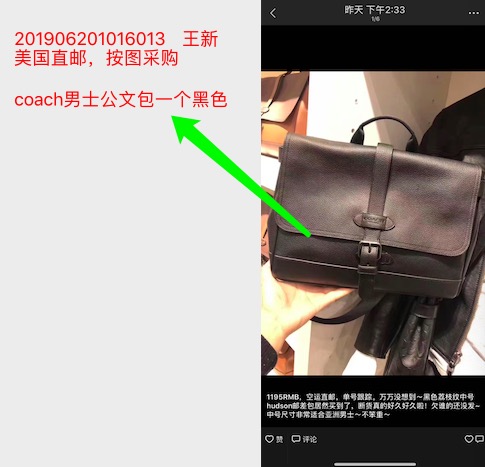 201906201016013 王新
美国直邮，按图采购
coach男士公文包一个黑色
昨天 下午2:33
1/6
1195RMB，空运直邮，单号跟踪，万万没想到～黑色荔枝纹中号
hudson邮差包居然买到了，断货真的好久好久啦！欠谁的还没发～
中号尺寸非常适合亚洲男士～不笨重～
赞 评论